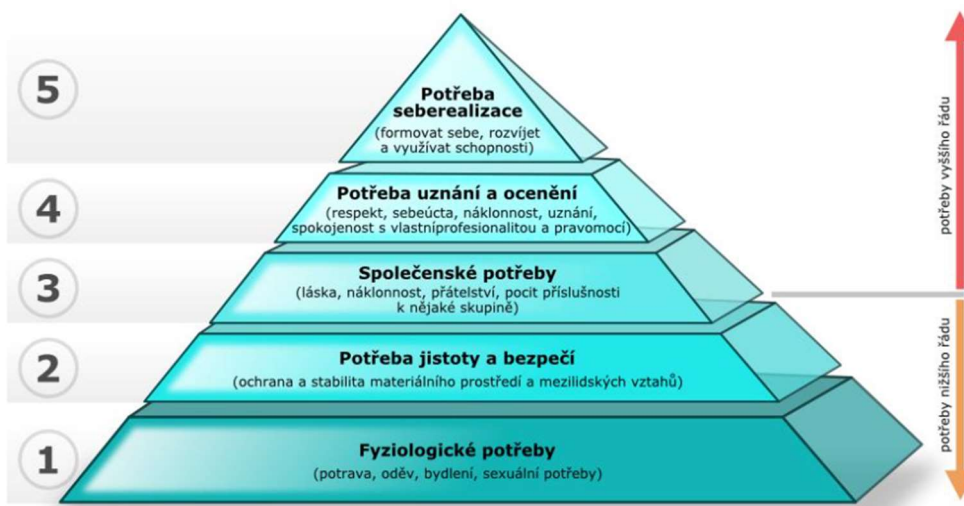 5
Potřeba
seberealizace
(formovat sebe, rozvíjet
a využívat schopnosti)
4
Potřeba uznání a ocenění
(respekt, sebeúcta, náklonnost, uznání,
spokojenost s vlastníprofesionalitou a pravomocí)
3
Společenské potřeby
(láska, náklonnost, přátelství, pocit příslušnosti
k nějaké skupině)
2
Potřeba jistoty a bezpečí
(ochrana a stabilita materiálního prostředí a mezilidských vztahů)
1
Fyziologické potřeby
(potrava, oděv, bydlení, sexuální potřeby)
potřeby vyššího řádu
potřeby nižšího řádu